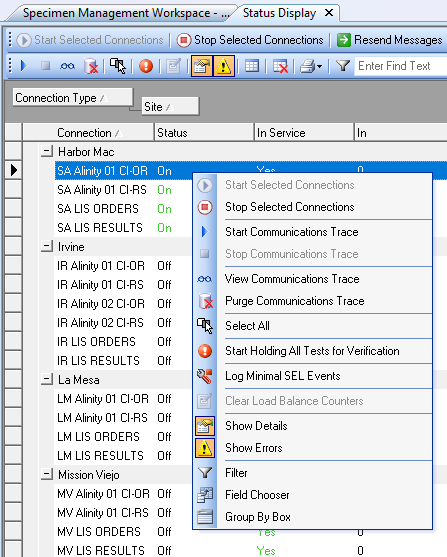 Specimen Management Workspace - ... Status Display
Start Selected Connections Stop Selected Connections Resend Messages
Enter Find Text
Connection Type
Site
Connection Status In Service In
Harbor Mac
SA Alinity 01 CI-OR On Yes 0
SA Alinity 01 CI-RS On
SA LIS ORDERS On
SA LIS RESULTS On
Irvine
IR Alinity 01 CI-OR Off
IR Alinity 01 CI-RS Off
IR Alinity 02 CI-OR Off
IR Alinity 02 CI-RS Off
IR LIS ORDERS Off
IR LIS RESULTS Off
La Mesa
LM Alinity 01 CI-OR Off
LM Alinity 01 CI-RS Off
LM LIS ORDERS Off
LM LIS RESULTS Off
Mission Viejo
MV Alinity 01 CI-OR Off
MV Alinity 01 CI-RS Off
MV LIS ORDERS Off Yes 0
MV LIS RESULTS Off Yes 0
Start Selected Connections
Stop Selected Connections
Start Communications Trace
Stop Communications Trace
View Communications Trace
Purge Communications Trace
Select All
Start Holding All Tests for Verification
Log Minimal SEL Events
Clear Load Balance Counters
Show Details
Show Errors
Filter
Field Chooser
Group By Box